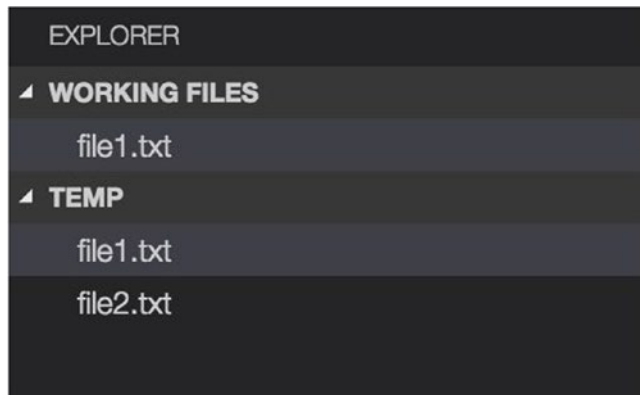 EXPLORER
WORKING FILES
file1.txt
TEMP
file1.txt
file2.txt